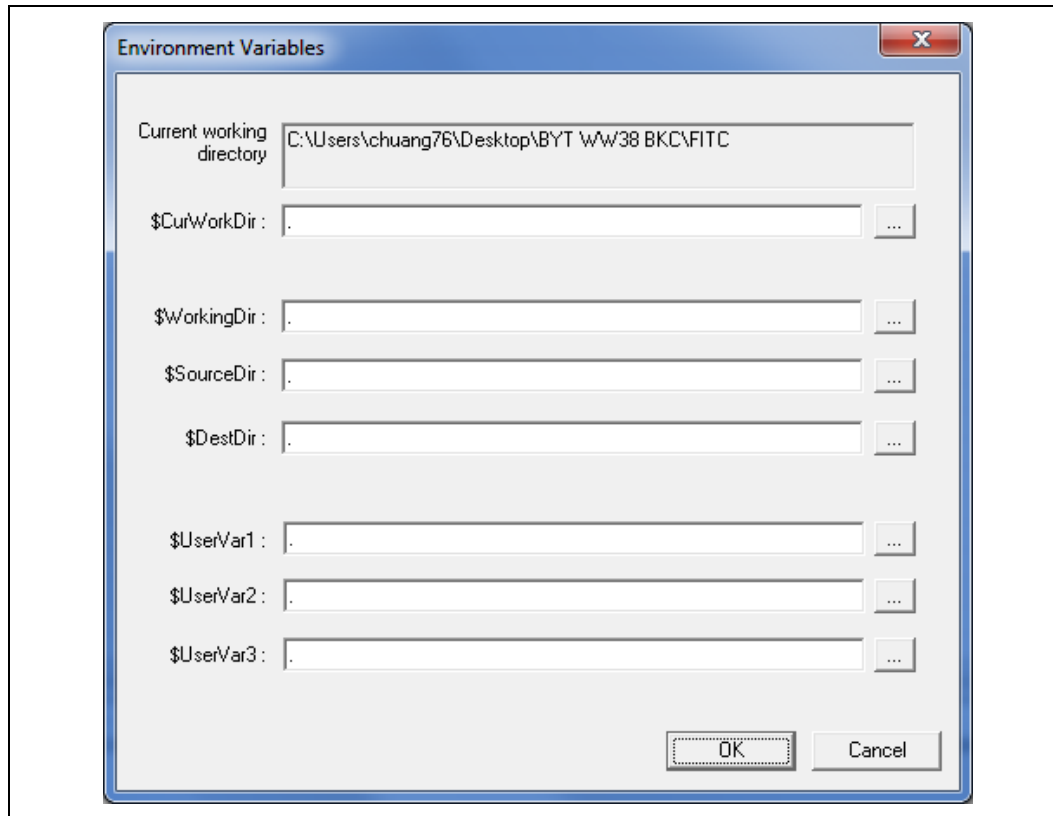 Environment Variables
Current working
directory
C:\Users\chuang76\Desktop\BYT WW38 BKC\FITC
$CurWorkDir : . ...
$WorkingDir : . ...
$SourceDir : . ...
$DestDir : . ...
$UserVar1 : . ...
$UserVar2 : . ...
$UserVar3 : . ...
OK Cancel